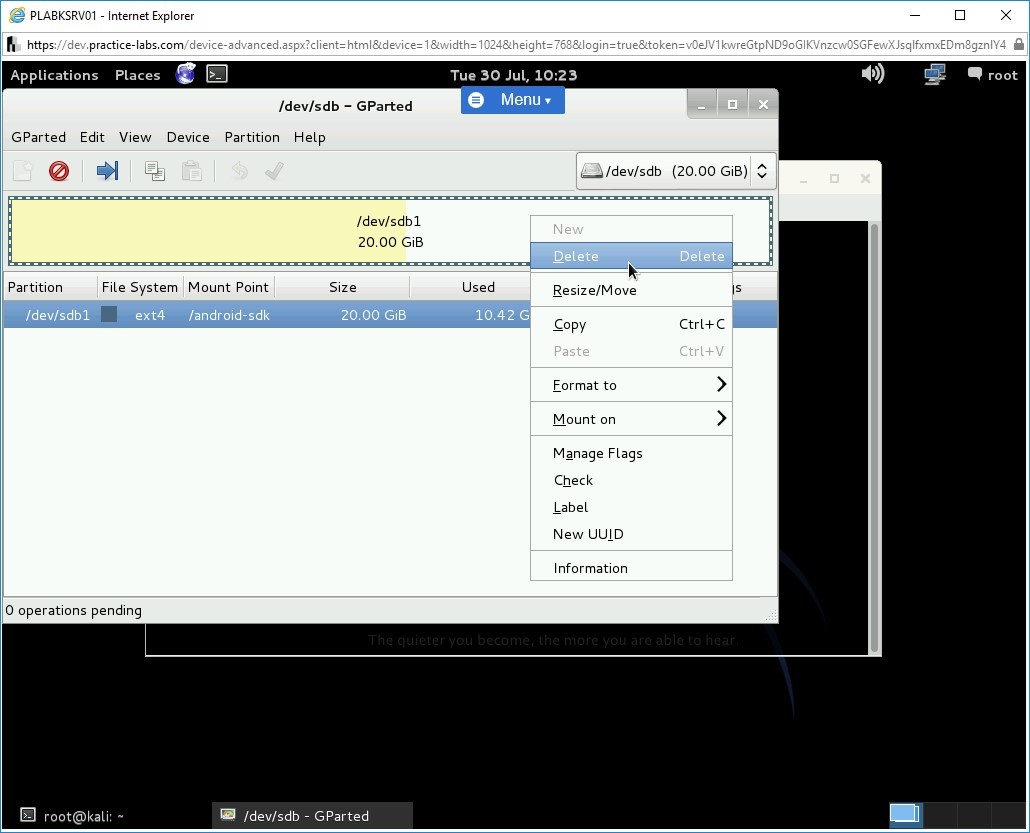 PLABKSRV01 - Internet Explorer
https://dev.practice-labs.com/device-advanced.aspx?client=html&device=1&width=1024&height=768&login=true&token=
Applications Places Tue 30 Jul, 10:23 root
/dev/sdb – GParted Menu
GParted Edit View Device Partition Help
/dev/sdb (20.00 GiB)
/dev/sdb1
20.00 GiB
Partition File System Mount Point Size Used
/dev/sdb1 ext4 /android-sdk 20.00 GiB 10.42 G
New
Delete Delete
Resize/Move
Copy Ctrl+C
Paste Ctrl+V
Format to
Mount on
Manage Flags
Check
Label
New UUID
Information
0 operations pending
The quieter you become, the more you are able to hear.
root@kali: ~ /dev/sdb - GParted